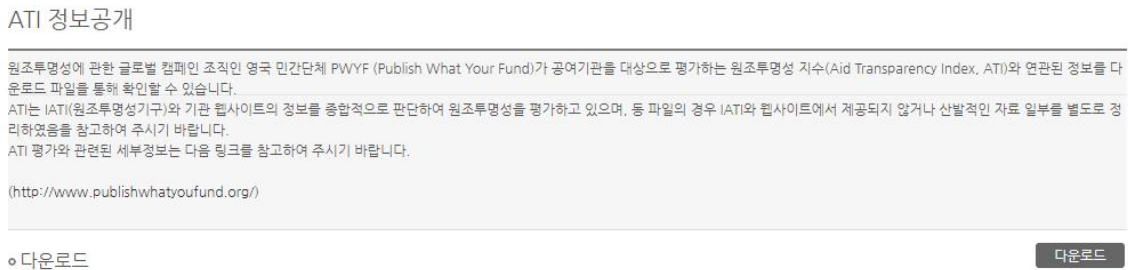 ATI 정보공개
원조투명성에 관한 글로벌 캠페인 조직인 영국 민간단체 PWYF (Publish What Your Fund)가 공여기관을 대상으로 평가하는 원조투명성 지수(Aid Transparency Index, ATI)와 연관된 정보를 다
운로드 파일을 통해 확인할 수 있습니다.
ATI는 IATI(원조투명성기구)와 기관 웹사이트의 정보를 종합적으로 판단하여 원조투명성을 평가하고 있으며, 동 파일의 경우 IATI와 웹사이트에서 제공되지 않거나 산발적인 자료 일부를 별도로 정
리하였음을 참고하여 주시기 바랍니다.
ATI 평가와 관련된 세부정보는 다음 링크를 참고하여 주시기 바랍니다.
(http://www.publishwhatyoufund.org/)
다운로드
다운로드